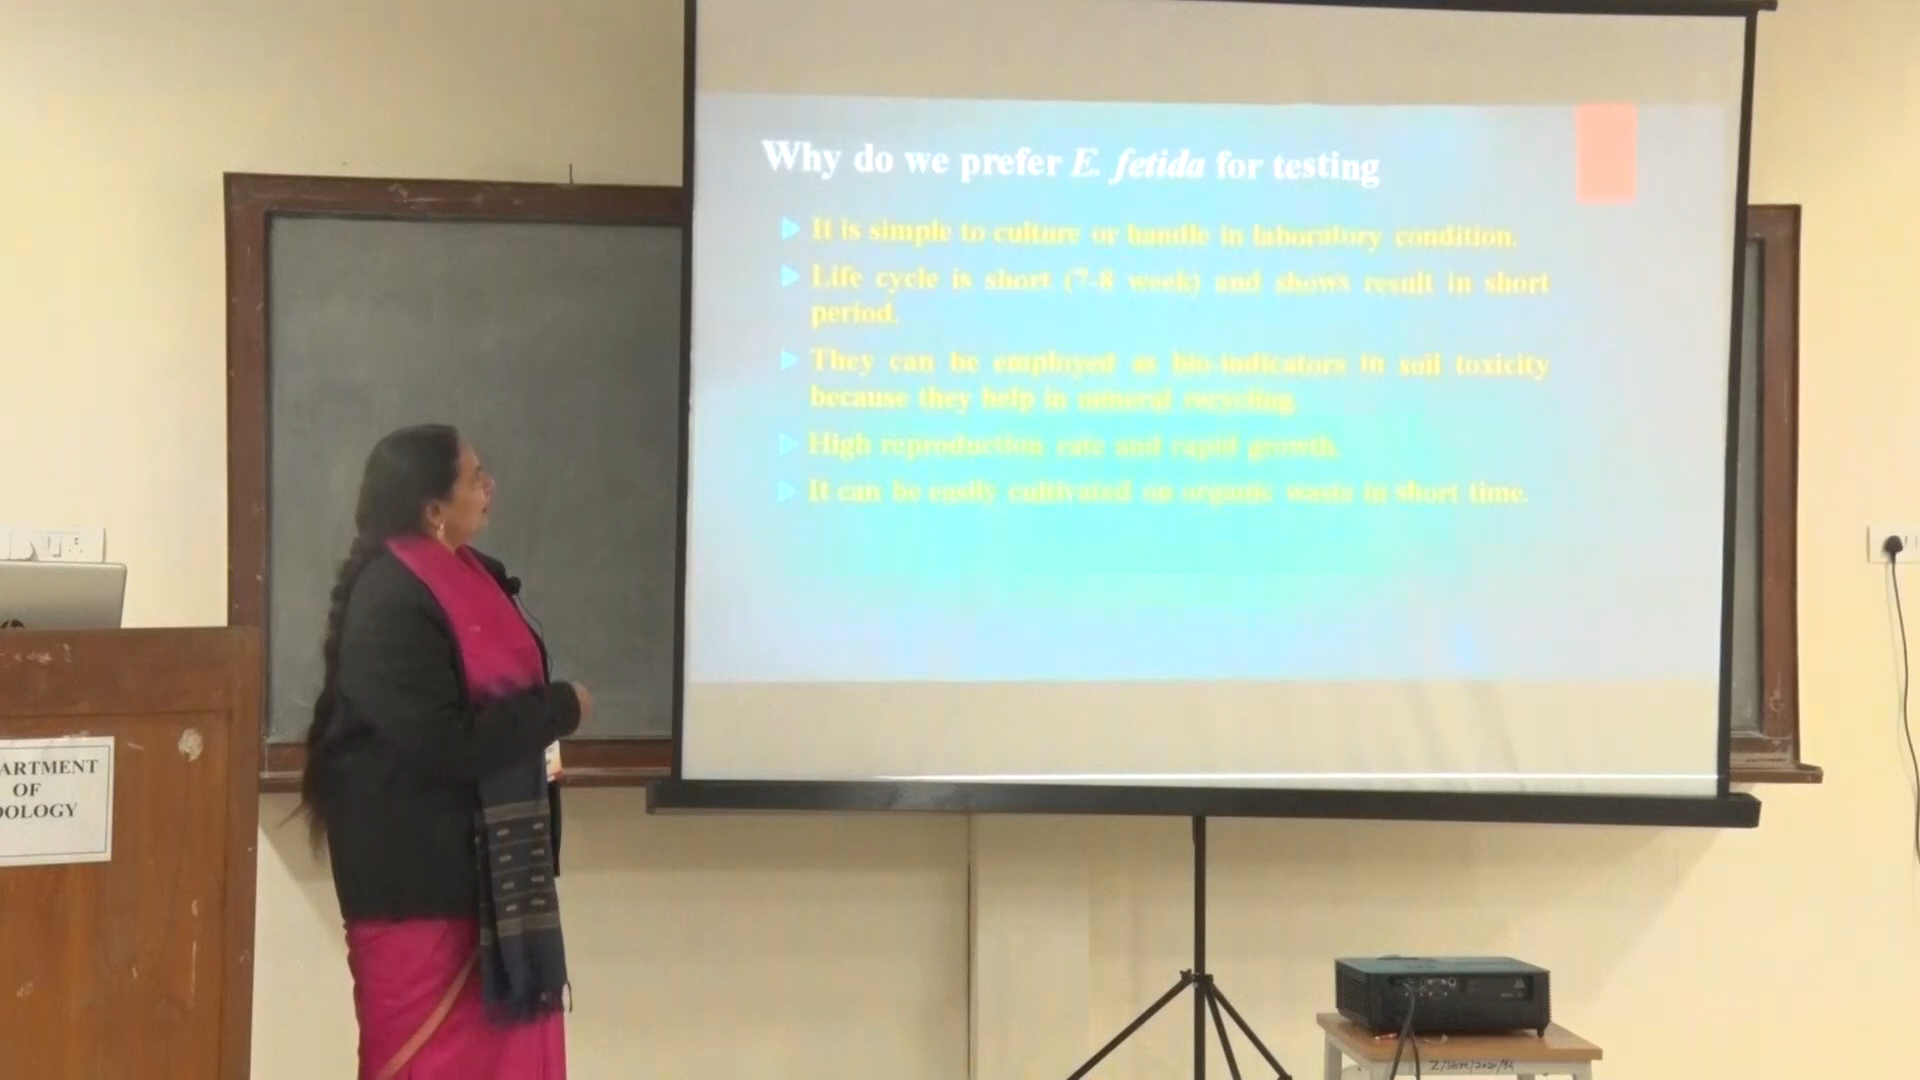 Why do we prefer E. fetida for testing
It is simple to culture or handle in laboratory condition.
Life cycle is short (7-8 week) and shows result in short
period.
They can be employed as bio-indicators in soil toxicity
because they help in mineral recycling
High reproduction rate and rapid growth.
It can be easily cultivated on organic waste in short time.
ARTMENT
OF
OLOGY